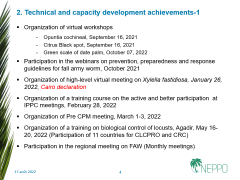 2. Technical and capacity development achievements-1
• Organization of virtual workshops
- Opuntia cochineal, September 16, 2021
- Citrus Black spot, September 16, 2021
- Green scale of date palm, October 07, 2022
• Participation in the webinars on prevention, preparedness and response
guidelines for fall army worm, October 2021
• Organization of high-level virtual meeting on Xylella fastidiosa, January 26,
2022, Cairo declaration
• Organization of a training course on the active and better participation at
IPPC meetings, February 28, 2022
• Organization of Pre CPM meeting, March 1-3, 2022
• Organization of a training on biological control of locusts, Agadir, May 16-
20, 2022 (Participation of 11 countries for CLCPRO and CRC)
• Participation in the regional meeting on FAW (Monthly meetings)
17 août 2022
4
NEPPO